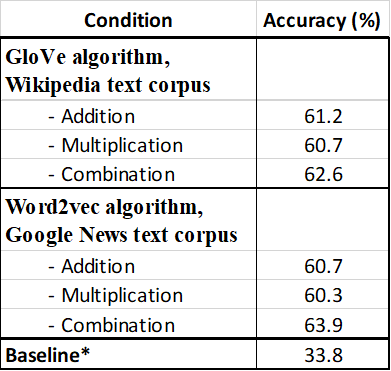 Condition Accuracy (%)
GloVe algorithm,
Wikipedia text corpus
- Addition 61.2
- Multiplication 60.7
- Combination 62.6
Word2vec algorithm,
Google News text corpus
- Addition 60.7
- Multiplication 60.3
- Combination 63.9
Baseline* 33.8